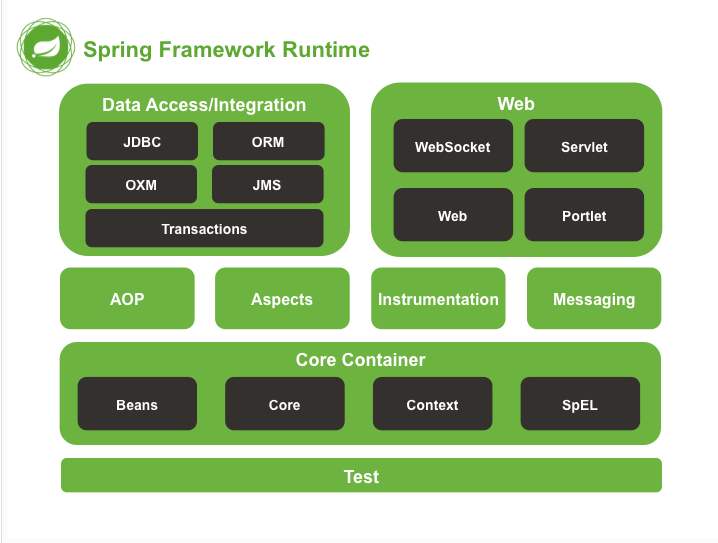 Spring Framework Runtime
Data Access/Integration
JDBC
ORM
OXM
JMS
Transactions
Web
WebSocket
Servlet
Web
Portlet
AOP
Aspects
Instrumentation
Messaging
Core Container
Beans
Core
Context
SpEL
Test